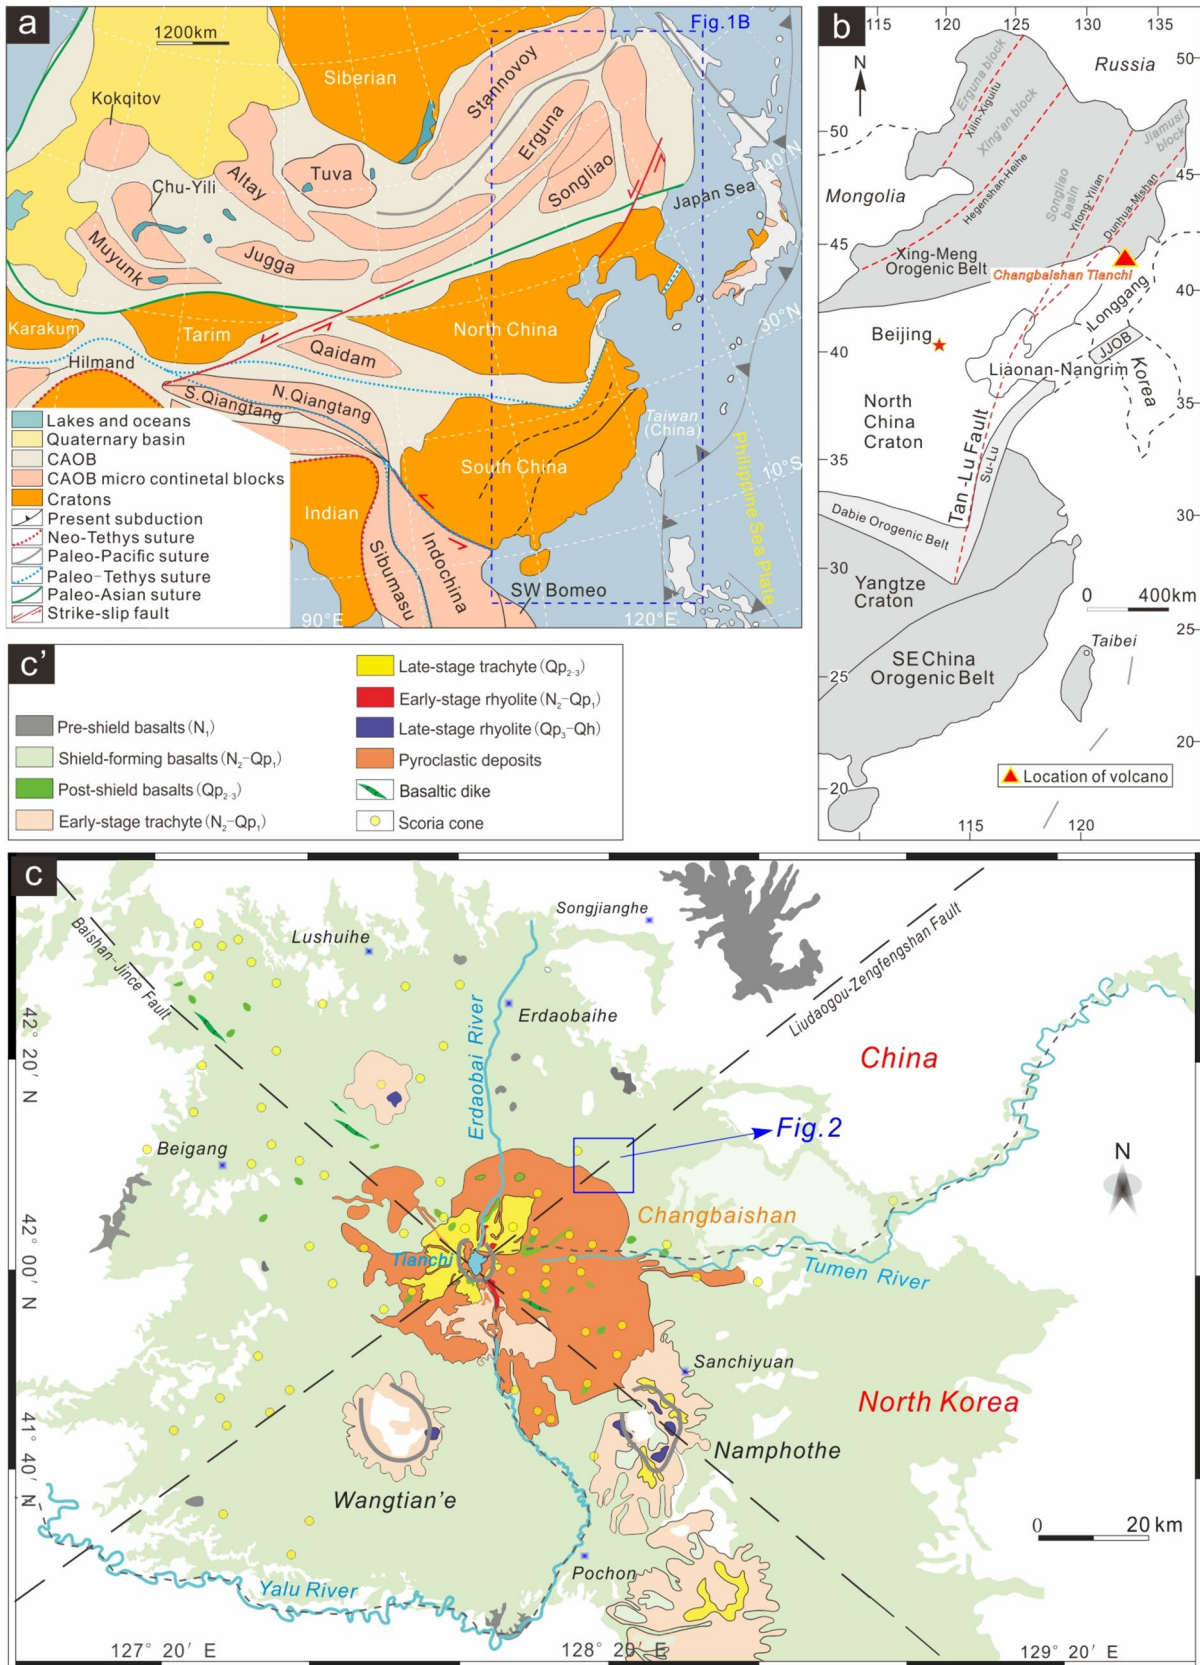 a
1200km
Fig.1B
Siberian
Stannovoy
Kokqitov
Erguna
Altay
Tuva
Chu-Yili
Songliao
40°N
Japan Sea
Muyunk
Jugga
Karakum
Tarim
North China
30°N
Qaidam
Hilmand
N.Qiangtang
S.Qiangtang
Taiwan
(China)
South China
10°S
Philippine Sea Plate
Indian
Sibumasu
Indochina
SW Borneo
90°E
120°E
Lakes and oceans
Quaternary basin
CAOB
CAOB micro continetal blocks
Cratons
Present subduction
Neo-Tethys suture
Paleo-Pacific suture
Paleo-Tethys suture
Paleo-Asian suture
Strike-slip fault
b
115
120
125
130
135
N
Russia
50
Erguna block
Xilin-Xiguitu
Xing'an block
Jiamusi
block
50
Mongolia
Hegenshan-Heihe
Songliao
basin
Yitong-Yilian
Dunhua-Mishan
45
45
Xing-Meng
Orogenic Belt
Changbaishan Tianchi
40
Longgang
Beijing
JJOB
40
Liaonan-Nangrim
Korea
North
China
Craton
35
Tan-Lu Fault
Su-Lu
35
Dabie Orogenic Belt
30
30
Yangtze
Craton
0
400km
25
Taibei
SE China
Orogenic Belt
25
20
Location of volcano
20
115
120
c'
Late-stage trachyte (Qp2-3)
Early-stage rhyolite (N2-Qp1)
Pre-shield basalts (N1)
Late-stage rhyolite (Qp3-Qh)
Shield-forming basalts (N2-Qp1)
Pyroclastic deposits
Post-shield basalts (Qp2-3)
Basaltic dike
Early-stage trachyte (N2-Qp1)
Scoria cone
c
Baishan-Jince Fault
Songjianghe
Lushuihe
Liudaogou-Zengfengshan Fault
Erdaobaihe
Erdaobai River
42° 20′ N
China
Fig.2
Beigang
N
Changbaishan
42° 00′ N
Tianchi
Tumen River
Sanchiyuan
North Korea
41° 40′ N
Namphothe
Wangtian'e
0
20 km
Pochon
Yalu River
127° 20′ E
128° 20′ E
129° 20′ E